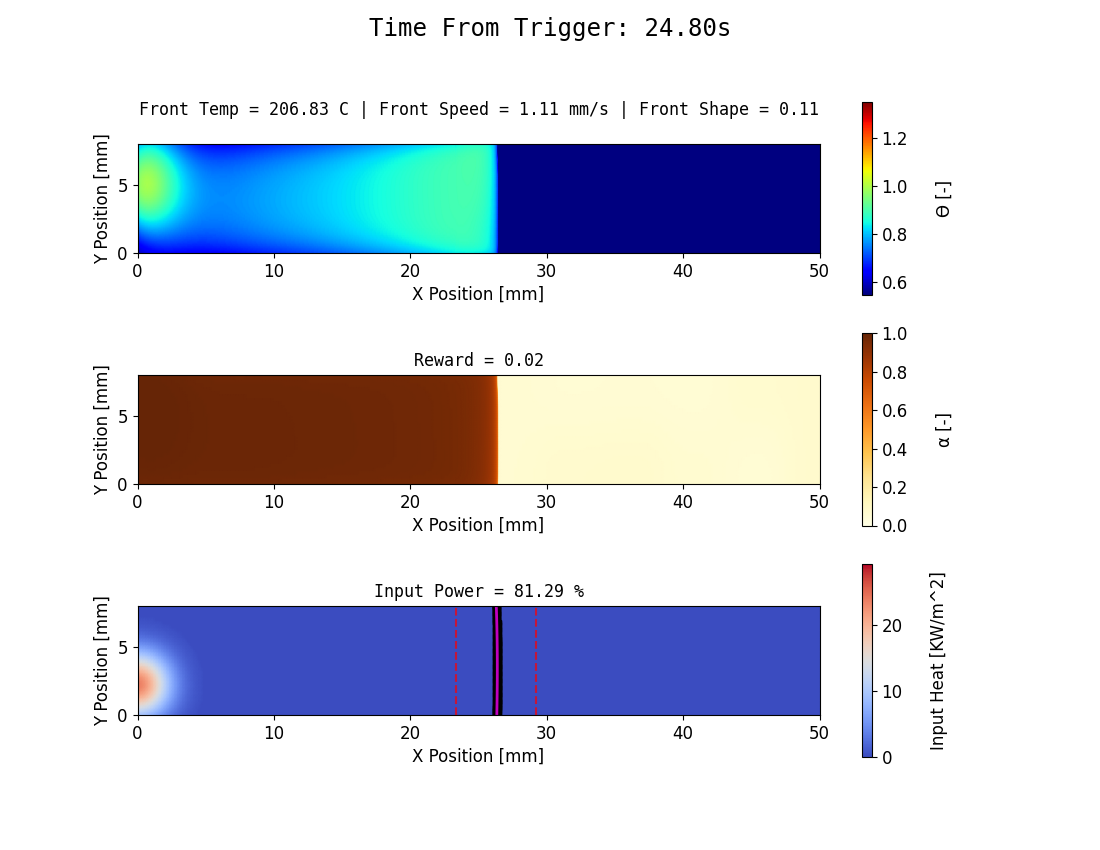 Time From Trigger: 24.80s
Front Temp = 206.83 C | Front Speed = 1.11 mm/s | Front Shape = 0.11
Y Position [mm]
5
0
0 10 20 30 40 50
X Position [mm]
1.2
1.0
0.8
0.6
Θ [-]
Reward = 0.02
Y Position [mm]
5
0
0 10 20 30 40 50
X Position [mm]
1.0
0.8
0.6
0.4
0.2
0.0
α [-]
Input Power = 81.29 %
Y Position [mm]
5
0
0 10 20 30 40 50
X Position [mm]
20
10
0
Input Heat [KW/m^2]